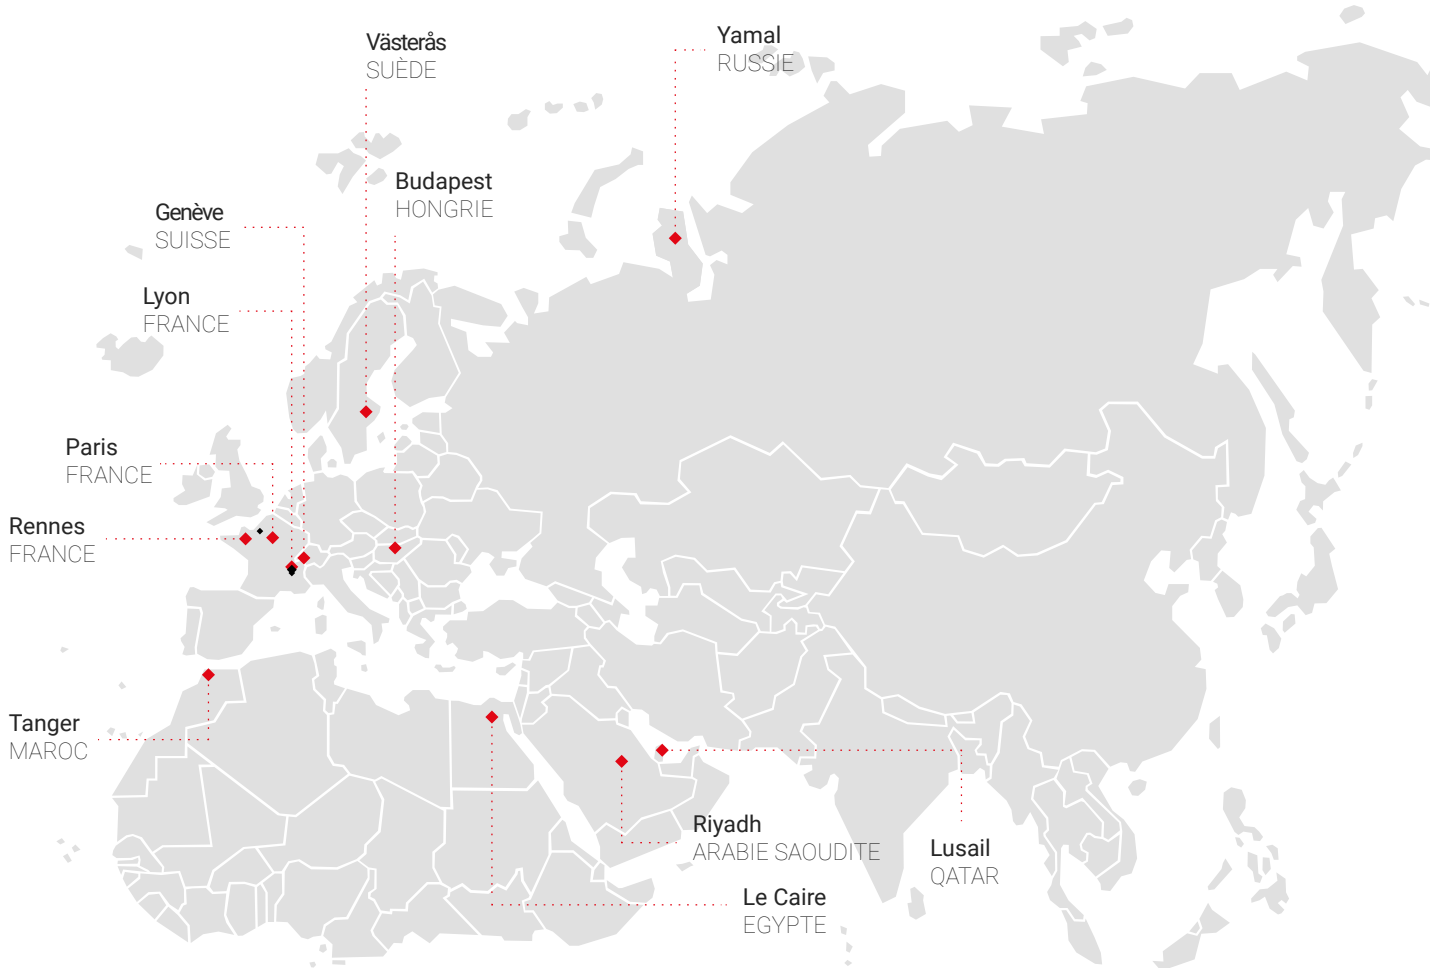 Västerås
SUÈDE
Yamal
RUSSIE
Budapest
HONGRIE
Genève
SUISSE
Lyon
FRANCE
Paris
FRANCE
Rennes
FRANCE
Tanger
MAROC
Riyadh
ARABIE SAOUDITE
Lusail
QATAR
Le Caire
EGYPTE